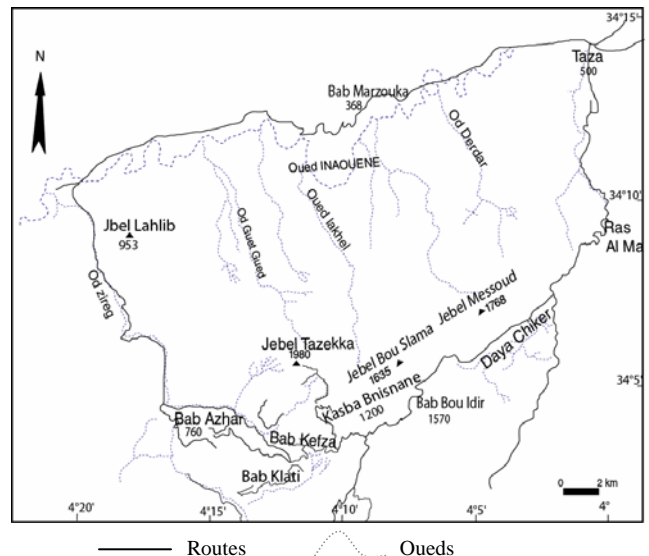 34°15'
N
Taza
500
Bab Marzouka
368
Od Derdar
Oued INAOUENE
34°10'
Jbel Lahlib
953
Od Guet Gued
Oued lakhel
Ras
Al Ma
Od zireg
Jebel Messoud
1768
Jebel Tazekka
1980
Jebel Bou Slama
1635
Daya Chiker
34°5'
Kasba Bnisnane
1200
Bab Bou Idir
1570
Bab Azhar
760
Bab Kefza
Bab Klati
0 2 km
4°20' 4°15' 4°10' 4°5' 4°
Routes Oueds